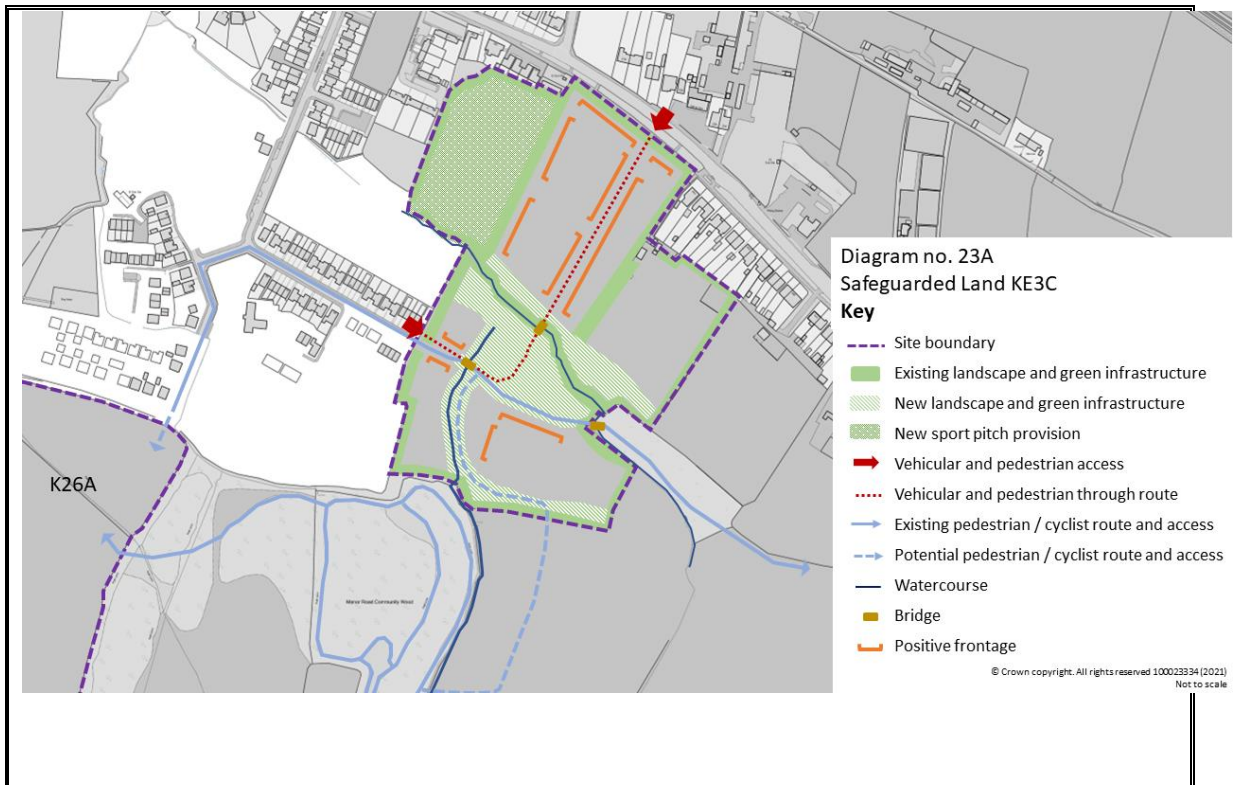 Diagram no. 23A
Safeguarded Land KE3C
Key
Site boundary
Existing landscape and green infrastructure
New landscape and green infrastructure
New sport pitch provision
Vehicular and pedestrian access
Vehicular and pedestrian through route
Existing pedestrian / cyclist route and access
Potential pedestrian / cyclist route and access
Watercourse
Bridge
Positive frontage
© Crown copyright. All rights reserved 100023334 (2021)
Not to scale
K26A
Manor Road Community Wood